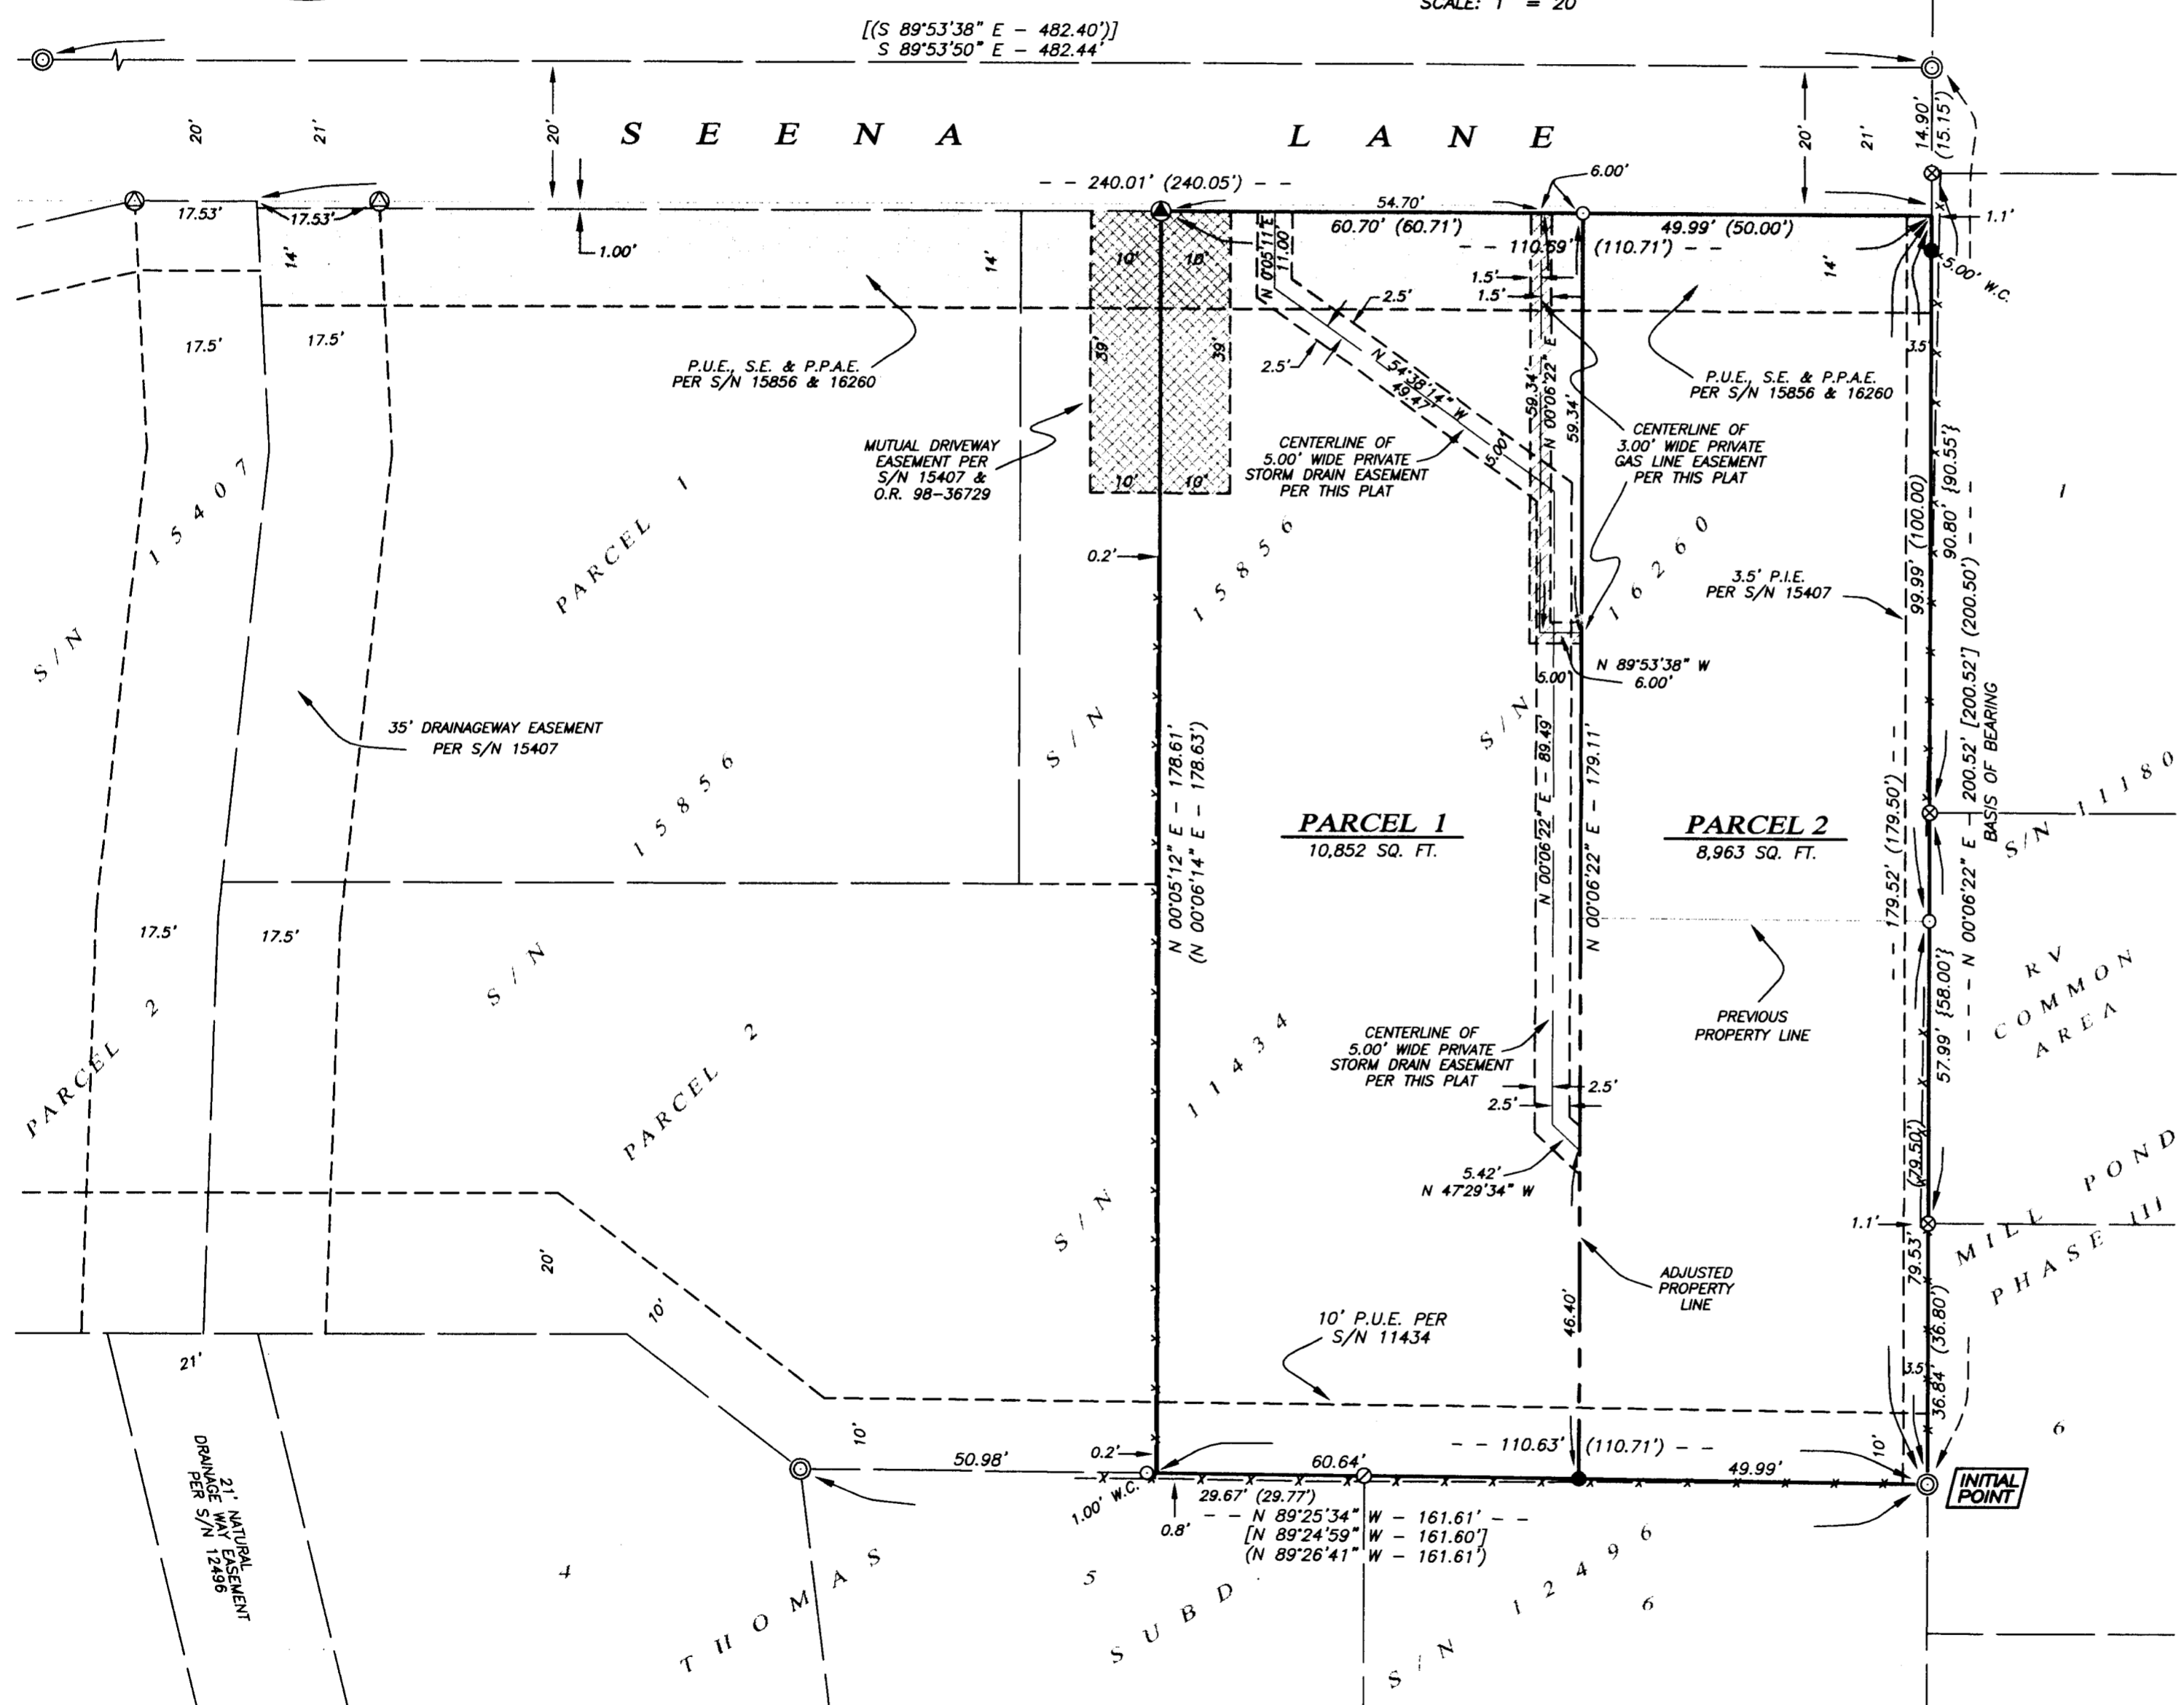 SCALE: 1" = 20'
[(S 89°53'38" E - 482.40')]
S 89°53'50" E - 482.44'
20'
21'
20'
SEENA LANE
20'
21'
14.90'
(15.15')
17.53'
17.53'
14'
1.00'
14'
- - 240.01' (240.05') - -
54.70'
6.00'
60.70' (60.71')
49.99' (50.00')
- - 110.69' (110.71') - -
1.1'
5.00' W.C.
N 0°05'11" E
11.00'
10'
10'
1.5'
1.5'
14'
2.5'
2.5'
17.5'
17.5'
39'
39'
3.5'
P.U.E., S.E. & P.P.A.E.
PER S/N 15856 & 16260
N 54°38'14" W
49.47'
5.00'
59.34'
N 00°06'22" E
59.34'
P.U.E., S.E. & P.P.A.E.
PER S/N 15856 & 16260
MUTUAL DRIVEWAY
EASEMENT PER
S/N 15407 &
O.R. 98-36729
10'
10'
CENTERLINE OF
5.00' WIDE PRIVATE
STORM DRAIN EASEMENT
PER THIS PLAT
CENTERLINE OF
3.00' WIDE PRIVATE
GAS LINE EASEMENT
PER THIS PLAT
90.80' {90.55'}
99.99' (100.00)
1
S/N 15407
PARCEL 1
0.2'
S/N 15856
S/N 16260
3.5' P.I.E.
PER S/N 15407
N 89°53'38" W
6.00'
5.00'
35' DRAINAGEWAY EASEMENT
PER S/N 15407
N 00°05'12" E - 178.61'
(N 00°06'14" E - 178.63')
N 00°06'22" E - 89.49'
N 00°06'22" E - 179.11'
- - 179.52' (179.50') - -
- - N 00°06'22" E - 200.52' [200.52'] (200.50') - - -
BASIS OF BEARING
S/N 11180
PARCEL 1
10,852 SQ. FT.
PARCEL 2
8,963 SQ. FT.
S/N 15856
17.5'
17.5'
PARCEL 2
PARCEL 2
S/N 11434
PREVIOUS
PROPERTY LINE
57.99' {58.00'}
RV
COMMON
AREA
CENTERLINE OF
5.00' WIDE PRIVATE
STORM DRAIN EASEMENT
PER THIS PLAT
2.5'
2.5'
5.42'
N 47°29'34" W
(79.50')
79.53'
1.1'
MILL POND
PHASE III
ADJUSTED
PROPERTY
LINE
46.40'
20'
10'
10' P.U.E. PER
S/N 11434
36.84' (36.80')
3.5'
6
21'
21' NATURAL
DRAINAGE WAY EASEMENT
PER S/N 12496
10'
50.98'
0.2'
60.64'
- - 110.63' (110.71') - -
49.99'
10'
INITIAL
POINT
1.00' W.C.
0.8'
29.67' (29.77')
- - N 89°25'34" W - 161.61' - -
[N 89°24'59" W - 161.60']
(N 89°26'41" W - 161.61')
4
5
6
THOMAS SUBD.
S/N 12496